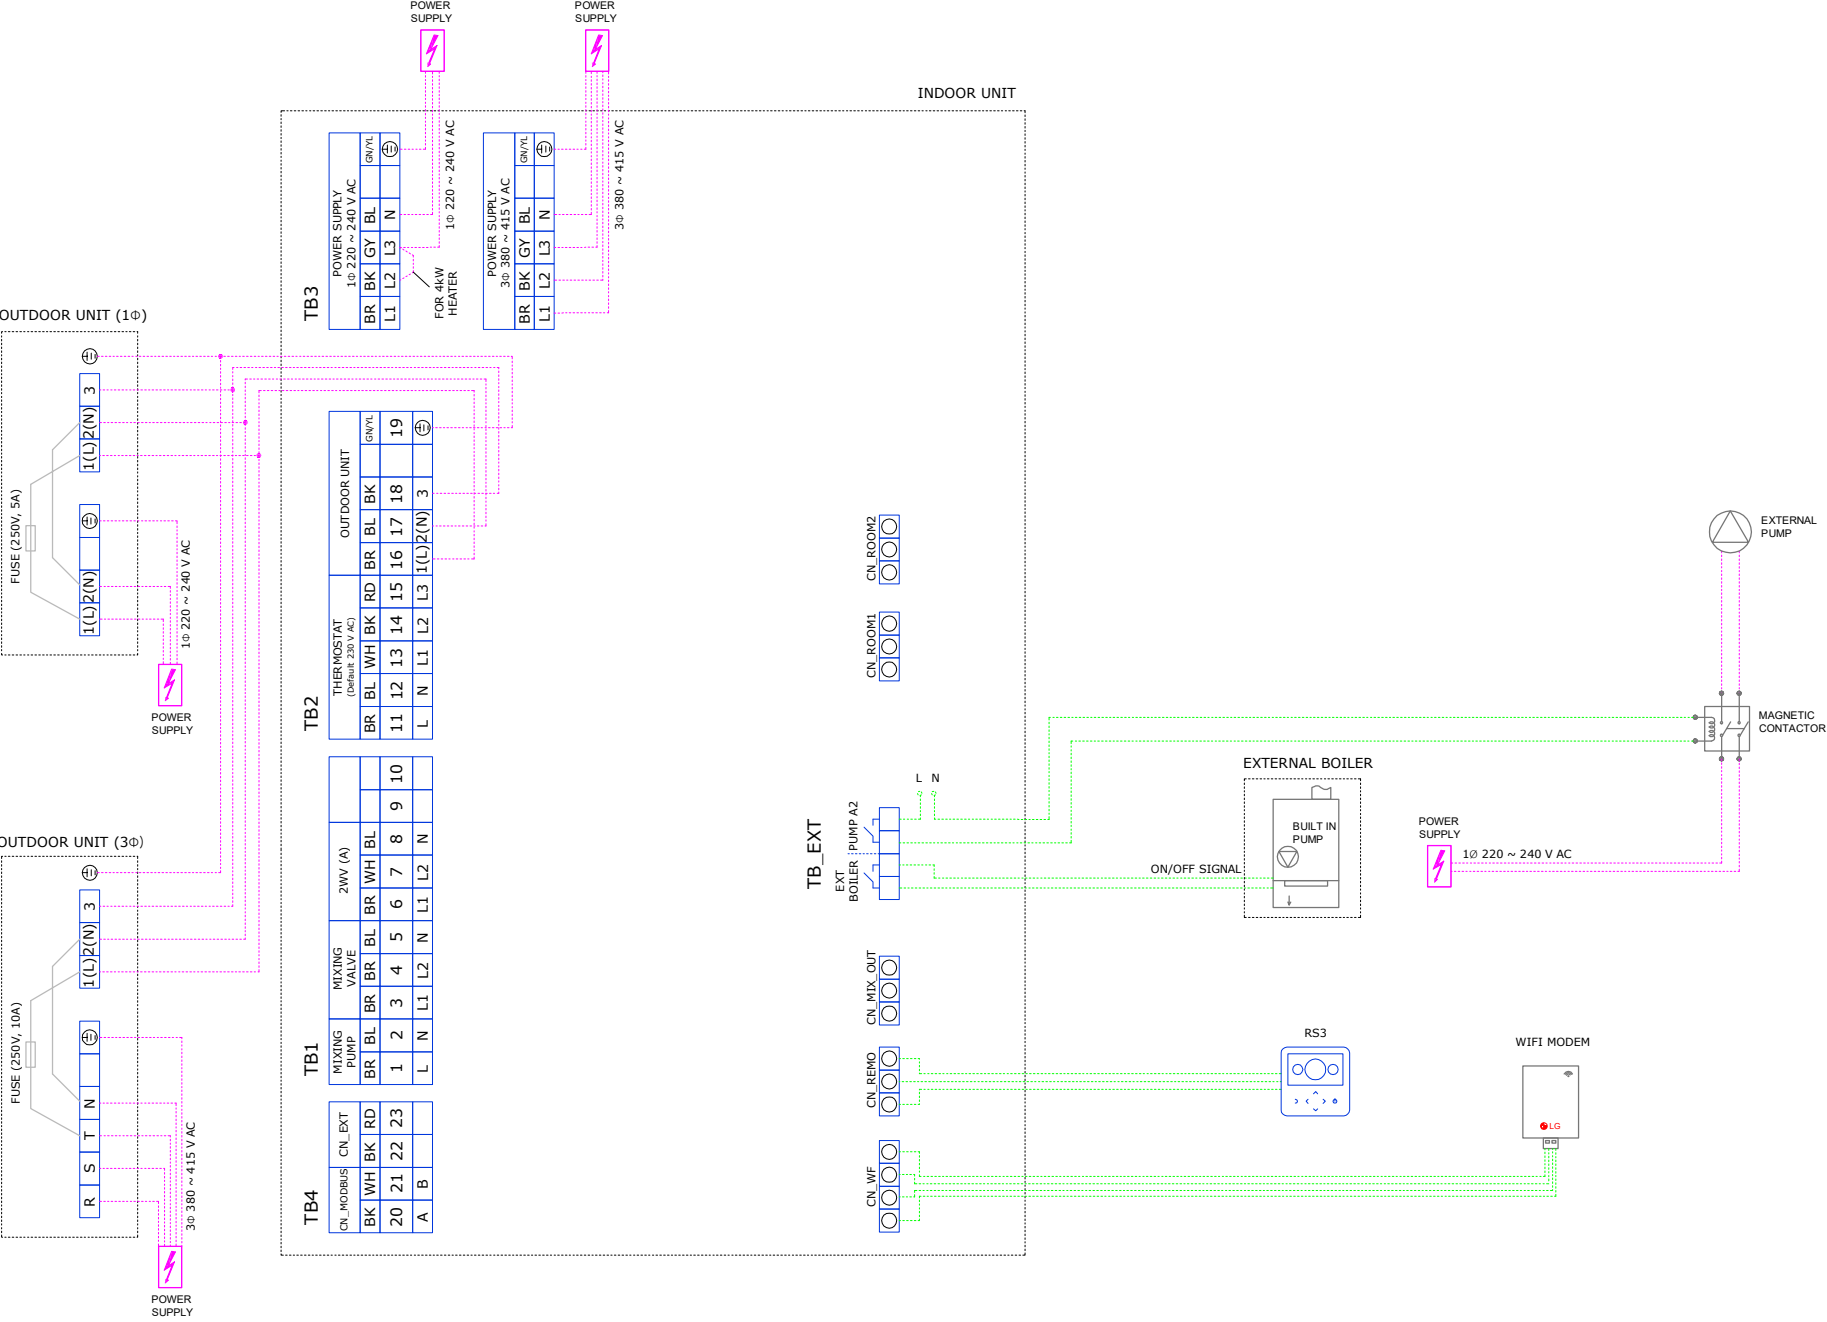 POWER
SUPPLY
POWER
SUPPLY
INDOOR UNIT
TB3
POWER SUPPLY
1Φ 220 ~ 240 V AC
BR BK GY BL GN/YL
L1 L2 L3 N
FOR 4kW
HEATER
1Φ 220 ~ 240 V AC
POWER SUPPLY
3Φ 380 ~ 415 V AC
BR BK GY BL GN/YL
L1 L2 L3 N
3Φ 380 ~ 415 V AC
OUTDOOR UNIT (1Φ)
3
2(N)
1(L)
FUSE (250V, 5A)
2(N)
1(L)
1Φ 220 ~ 240 V AC
POWER
SUPPLY
TB2
THERMOSTAT
(Default 230 V AC)
OUTDOOR UNIT
BR BL WH BK RD BR BL BK GN/YL
11 12 13 14 15 16 17 18 19
L N L1 L2 L3 1(L) 2(N) 3
OUTDOOR UNIT (3Φ)
3
2(N)
1(L)
FUSE (250V, 10A)
N
T
S
R
3Φ 380 ~ 415 V AC
POWER
SUPPLY
TB1
MIXING
PUMP
MIXING
VALVE
2WV (A)
BR BL BR BR BL BR WH BL
1 2 3 4 5 6 7 8 9 10
L N L1 L2 N L1 L2 N
TB4
CN_MODBUS
CN_EXT
BK WH BK RD
20 21 22 23
A B
CN_ROOM2
CN_ROOM1
TB_EXT
PUMP A2
EXT
BOILER
L N
CN_MIX_OUT
CN_REMO
CN_WF
EXTERNAL
PUMP
MAGNETIC
CONTACTOR
EXTERNAL BOILER
BUILT IN
PUMP
ON/OFF SIGNAL
POWER
SUPPLY
1Ø 220 ~ 240 V AC
RS3
WIFI MODEM
LG